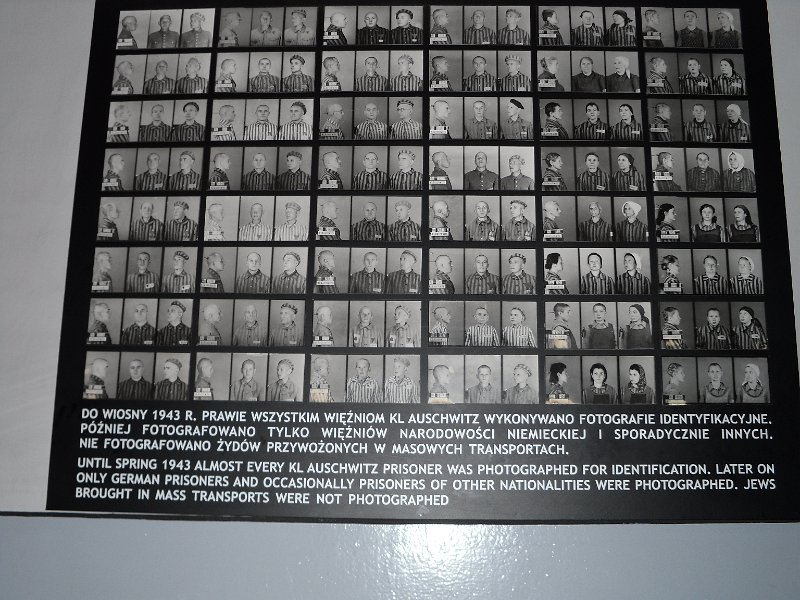 DO WIOSNY 1943 R. PRAWIE WSZYSTKIM WIĘŹNIOM KL AUSCHWITZ WYKONYWANO FOTOGRAFIE IDENTYFIKACYJNE.
PÓŹNIEJ FOTOGRAFOWANO TYLKO WIĘŹNIÓW NARODOWOŚCI NIEMIECKIEJ I SPORADYCZNIE INNYCH.
NIE FOTOGRAFOWANO ŻYDÓW PRZYWOŻONYCH W MASOWYCH TRANSPORTACH.
UNTIL SPRING 1943 ALMOST EVERY KL AUSCHWITZ PRISONER WAS PHOTOGRAPHED FOR IDENTIFICATION. LATER ON
ONLY GERMAN PRISONERS AND OCCASIONALLY PRISONERS OF OTHER NATIONALITIES WERE PHOTOGRAPHED. JEWS
BROUGHT IN MASS TRANSPORTS WERE NOT PHOTOGRAPHED